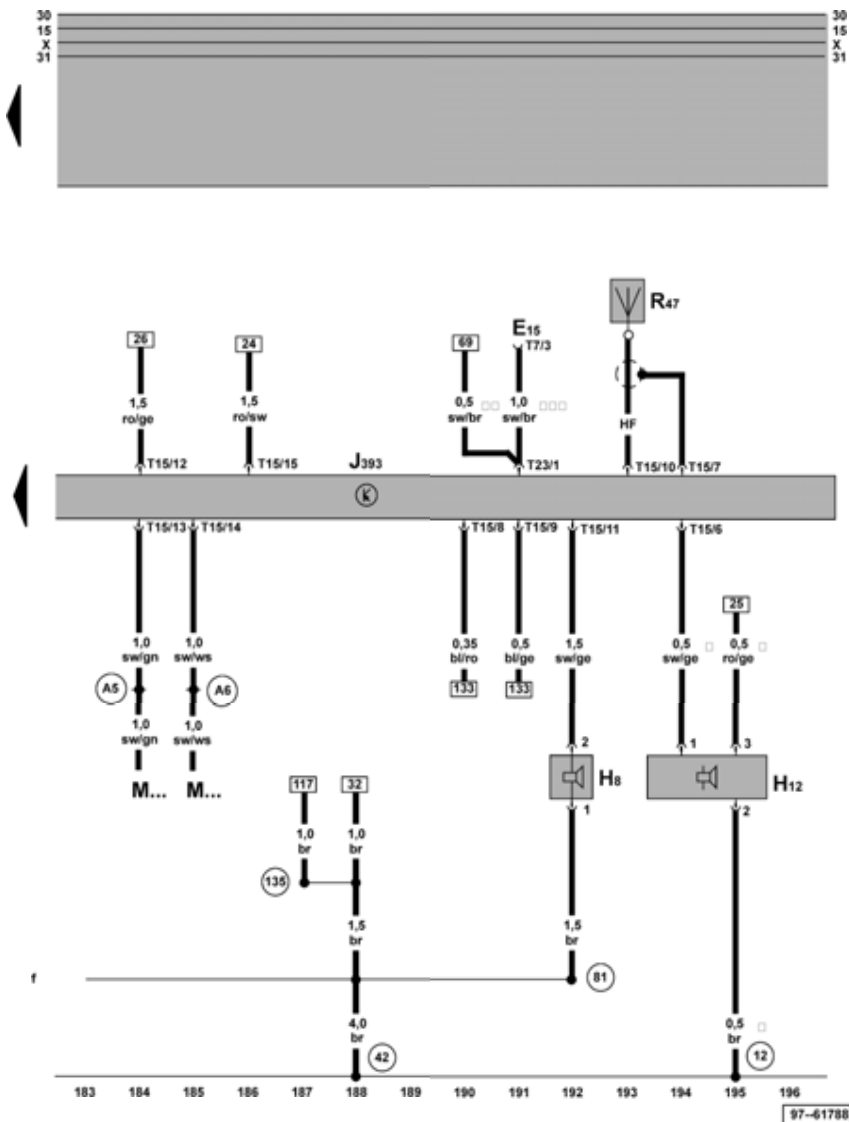 30 30
15 15
X X
31 31
R47
26 24 69 E15
T7/3
1,5 1,5 0,5 1,0
ro/ge ro/sw sw/br □□ sw/br □□□
HF
T15/12 T15/15 J393 T23/1 T15/10 T15/7
T15/13 T15/14 T15/8 T15/9 T15/11 T15/6
25
1,0 1,0 0,35 0,5 1,5 0,5 □ 0,5 □
sw/gn sw/ws bl/ro bl/ge sw/ge sw/ge ro/ge
A5 A6 133 133
1,0 1,0
sw/gn sw/ws
2 1 3
M... M... 117 32 H8 H12
1 2
1,0 1,0
br br
135
1,5 1,5
br br
f 81
4,0 0,5 □
br br
42 12
183 184 185 186 187 188 189 190 191 192 193 194 195 196
97--61788